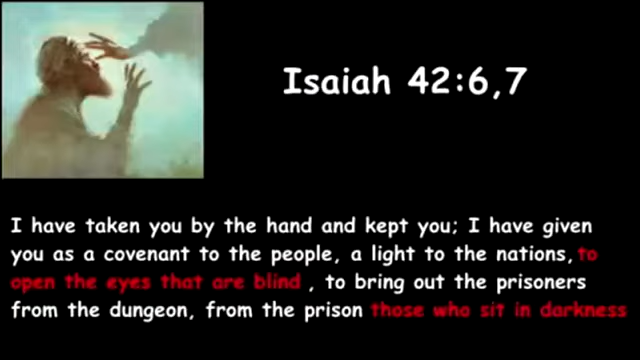 Isaiah 42:6,7
I have taken you by the hand and kept you; I have given
you as a covenant to the people, a light to the nations, to
open the eyes that are blind , to bring out the prisoners
from the dungeon, from the prison those who sit in darkness